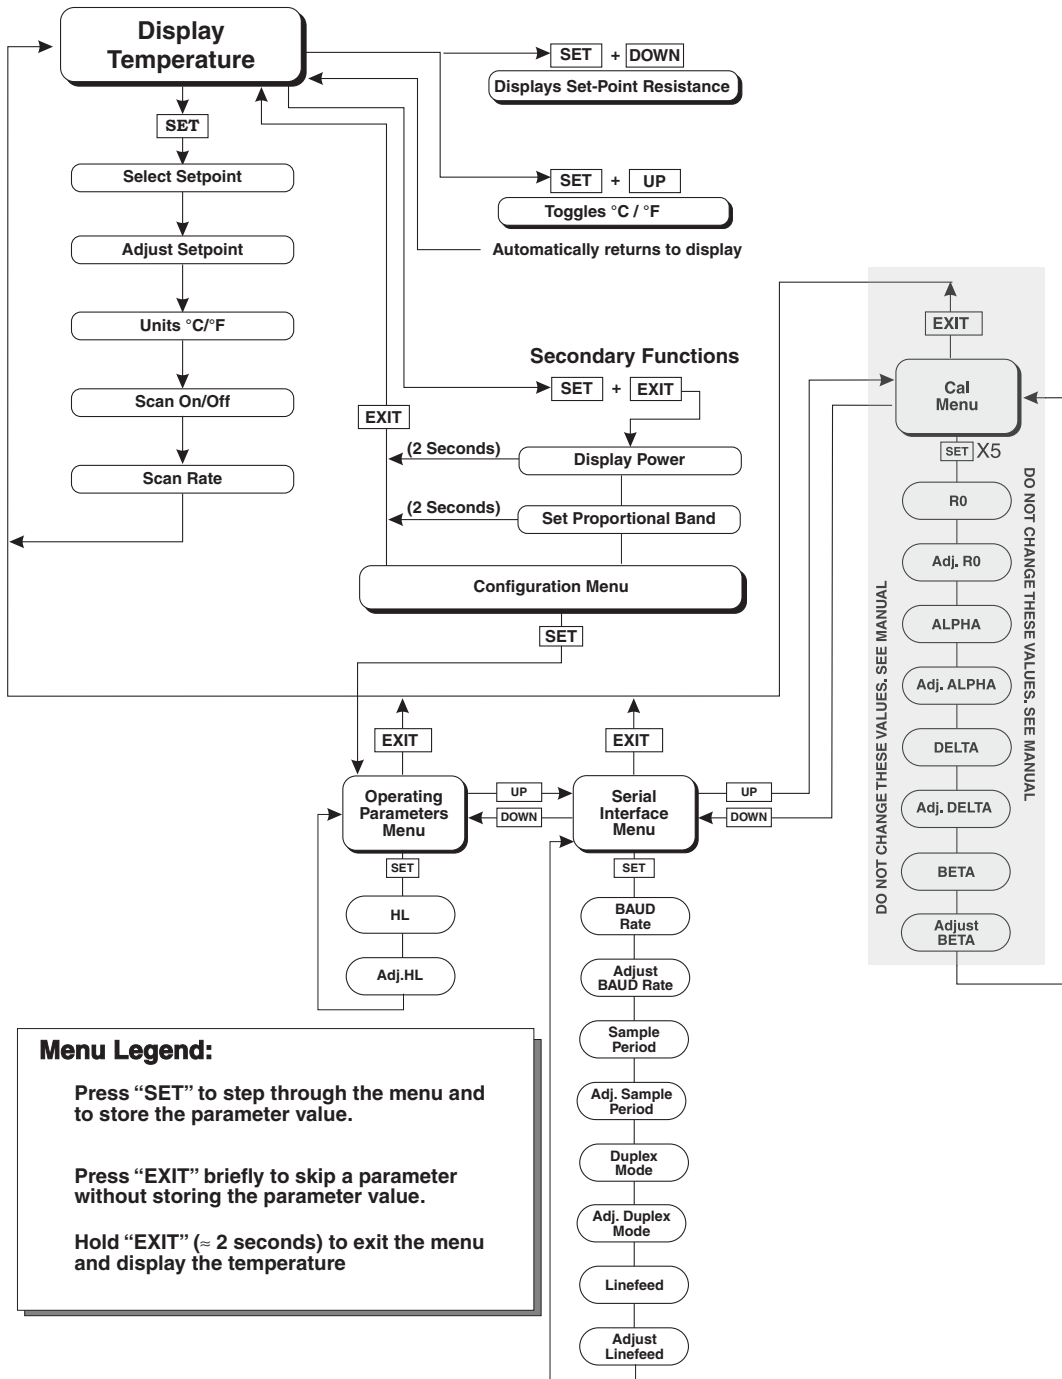 Display
Temperature
SET
Select Setpoint
Adjust Setpoint
Units °C/°F
Scan On/Off
Scan Rate
SET + DOWN
Displays Set-Point Resistance
SET + UP
Toggles °C / °F
Automatically returns to display
Secondary Functions
SET + EXIT
EXIT
(2 Seconds)
Display Power
(2 Seconds)
Set Proportional Band
Configuration Menu
SET
EXIT
Operating
Parameters
Menu
SET
HL
Adj.HL
UP
DOWN
EXIT
Serial
Interface
Menu
SET
BAUD
Rate
Adjust
BAUD Rate
Sample
Period
Adj. Sample
Period
Duplex
Mode
Adj. Duplex
Mode
Linefeed
Adjust
Linefeed
UP
DOWN
EXIT
Cal
Menu
SET X5
R0
Adj. R0
ALPHA
Adj. ALPHA
DELTA
Adj. DELTA
BETA
Adjust
BETA
DO NOT CHANGE THESE VALUES. SEE MANUAL
DO NOT CHANGE THESE VALUES. SEE MANUAL
Menu Legend:
Press “SET” to step through the menu and
to store the parameter value.
Press “EXIT” briefly to skip a parameter
without storing the parameter value.
Hold “EXIT” (≈ 2 seconds) to exit the menu
and display the temperature